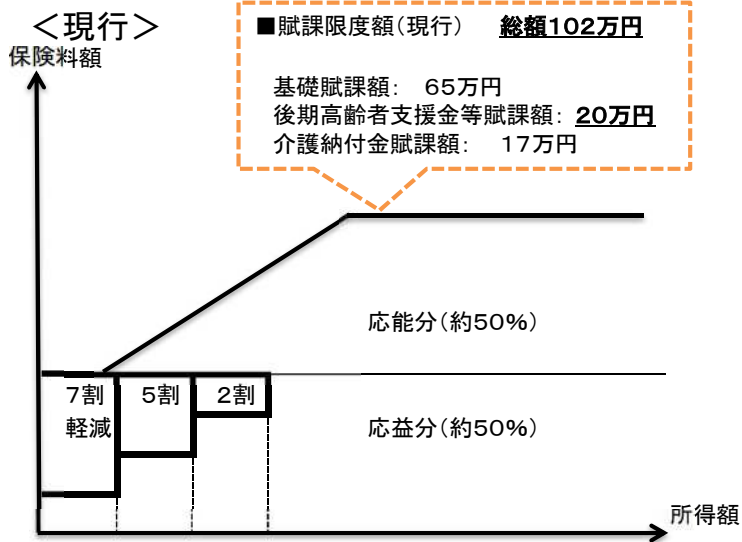 ＜現行＞
保険料額
■賦課限度額（現行）　総額102万円
基礎賦課額：　65万円
後期高齢者支援金等賦課額：　20万円
介護納付金賦課額：　17万円
応能分（約50％）
7割
軽減
5割
2割
応益分（約50％）
所得額